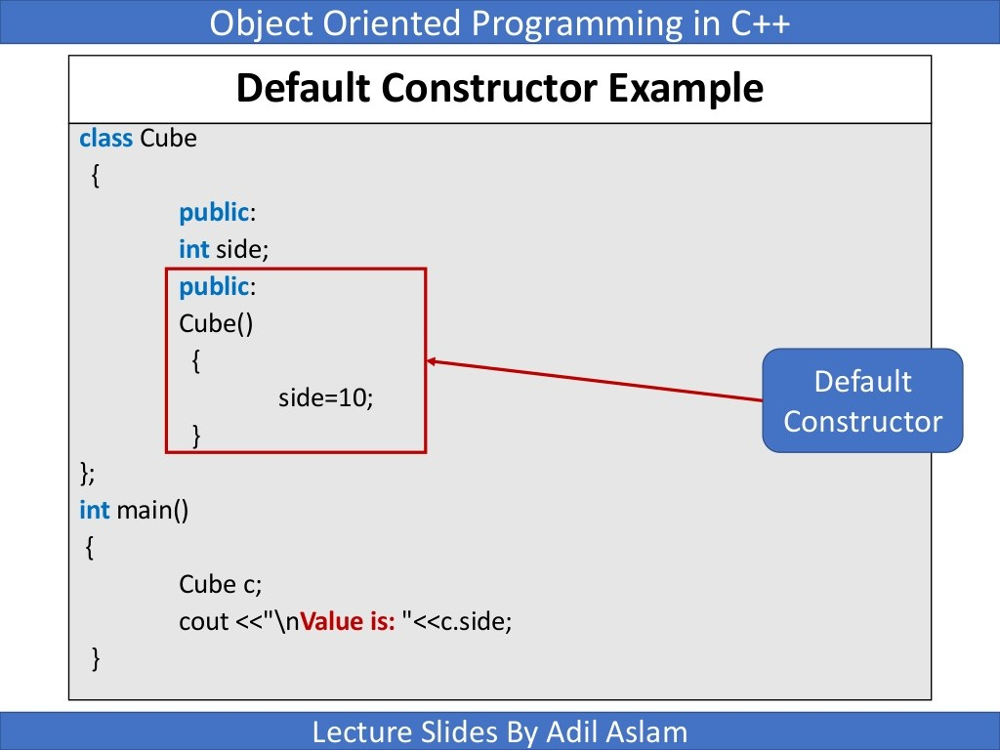 Object Oriented Programming in C++
Default Constructor Example
class Cube
{
public:
int side;
public:
Cube()
{
side=10;
}
};
int main()
{
Cube c;
cout <<"\nValue is: "<<c.side;
}
Default
Constructor
Lecture Slides By Adil Aslam